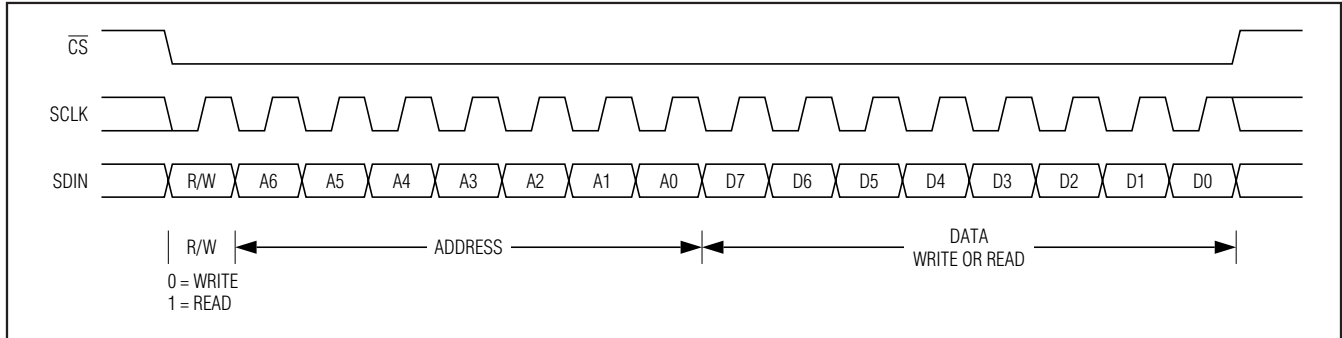 C̅S̅
SCLK
SDIN R/W A6 A5 A4 A3 A2 A1 A0 D7 D6 D5 D4 D3 D2 D1 D0
R/W ADDRESS DATA
WRITE OR READ
0 = WRITE
1 = READ